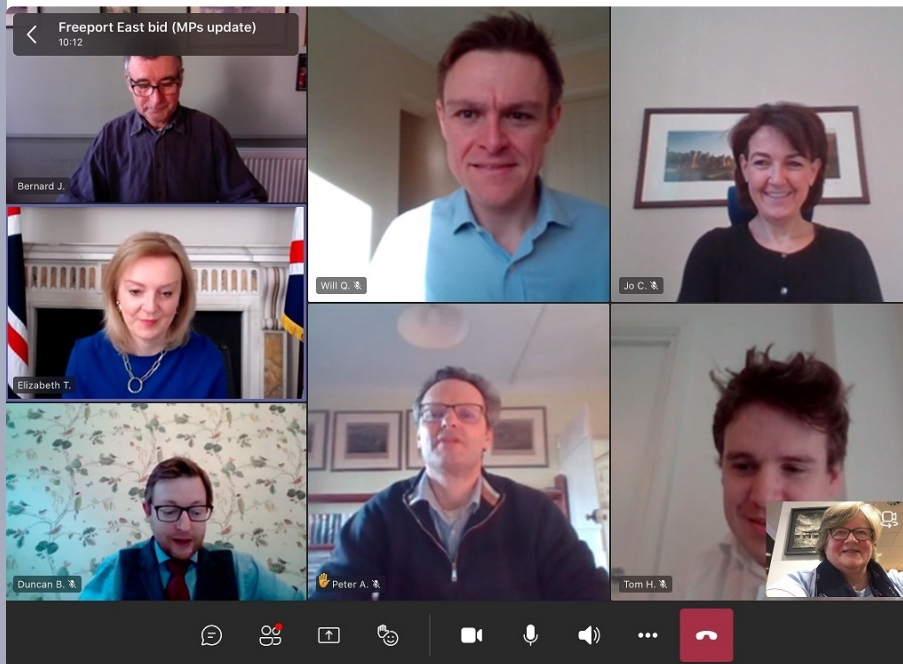 Freeport East bid (MPs update)
10:12
Bernard J.
Will Q.
Jo C.
Elizabeth T.
Duncan B.
Peter A.
Tom H.